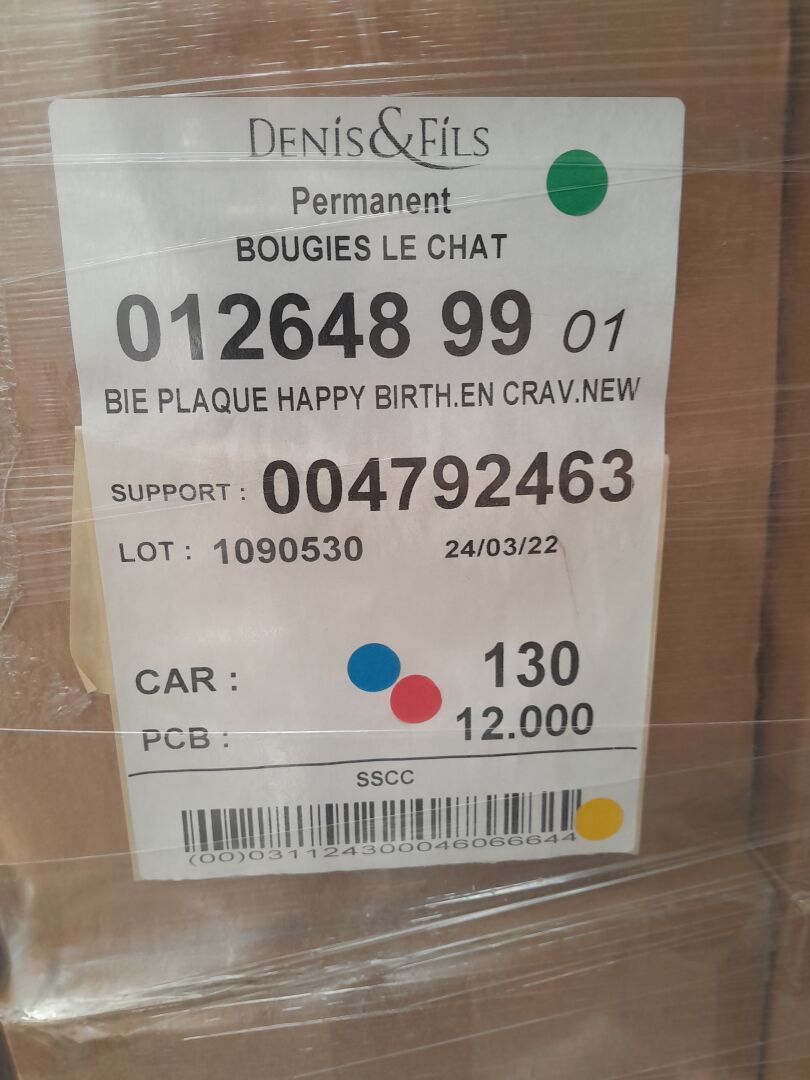 DENIS&FILS
Permanent
BOUGIES LE CHAT
012648 99 01
BIE PLAQUE HAPPY BIRTH.EN CRAV.NEW
SUPPORT : 004792463
LOT : 1090530 24/03/22
CAR : 130
PCB : 12.000
SSCC
(00)031124300046066644